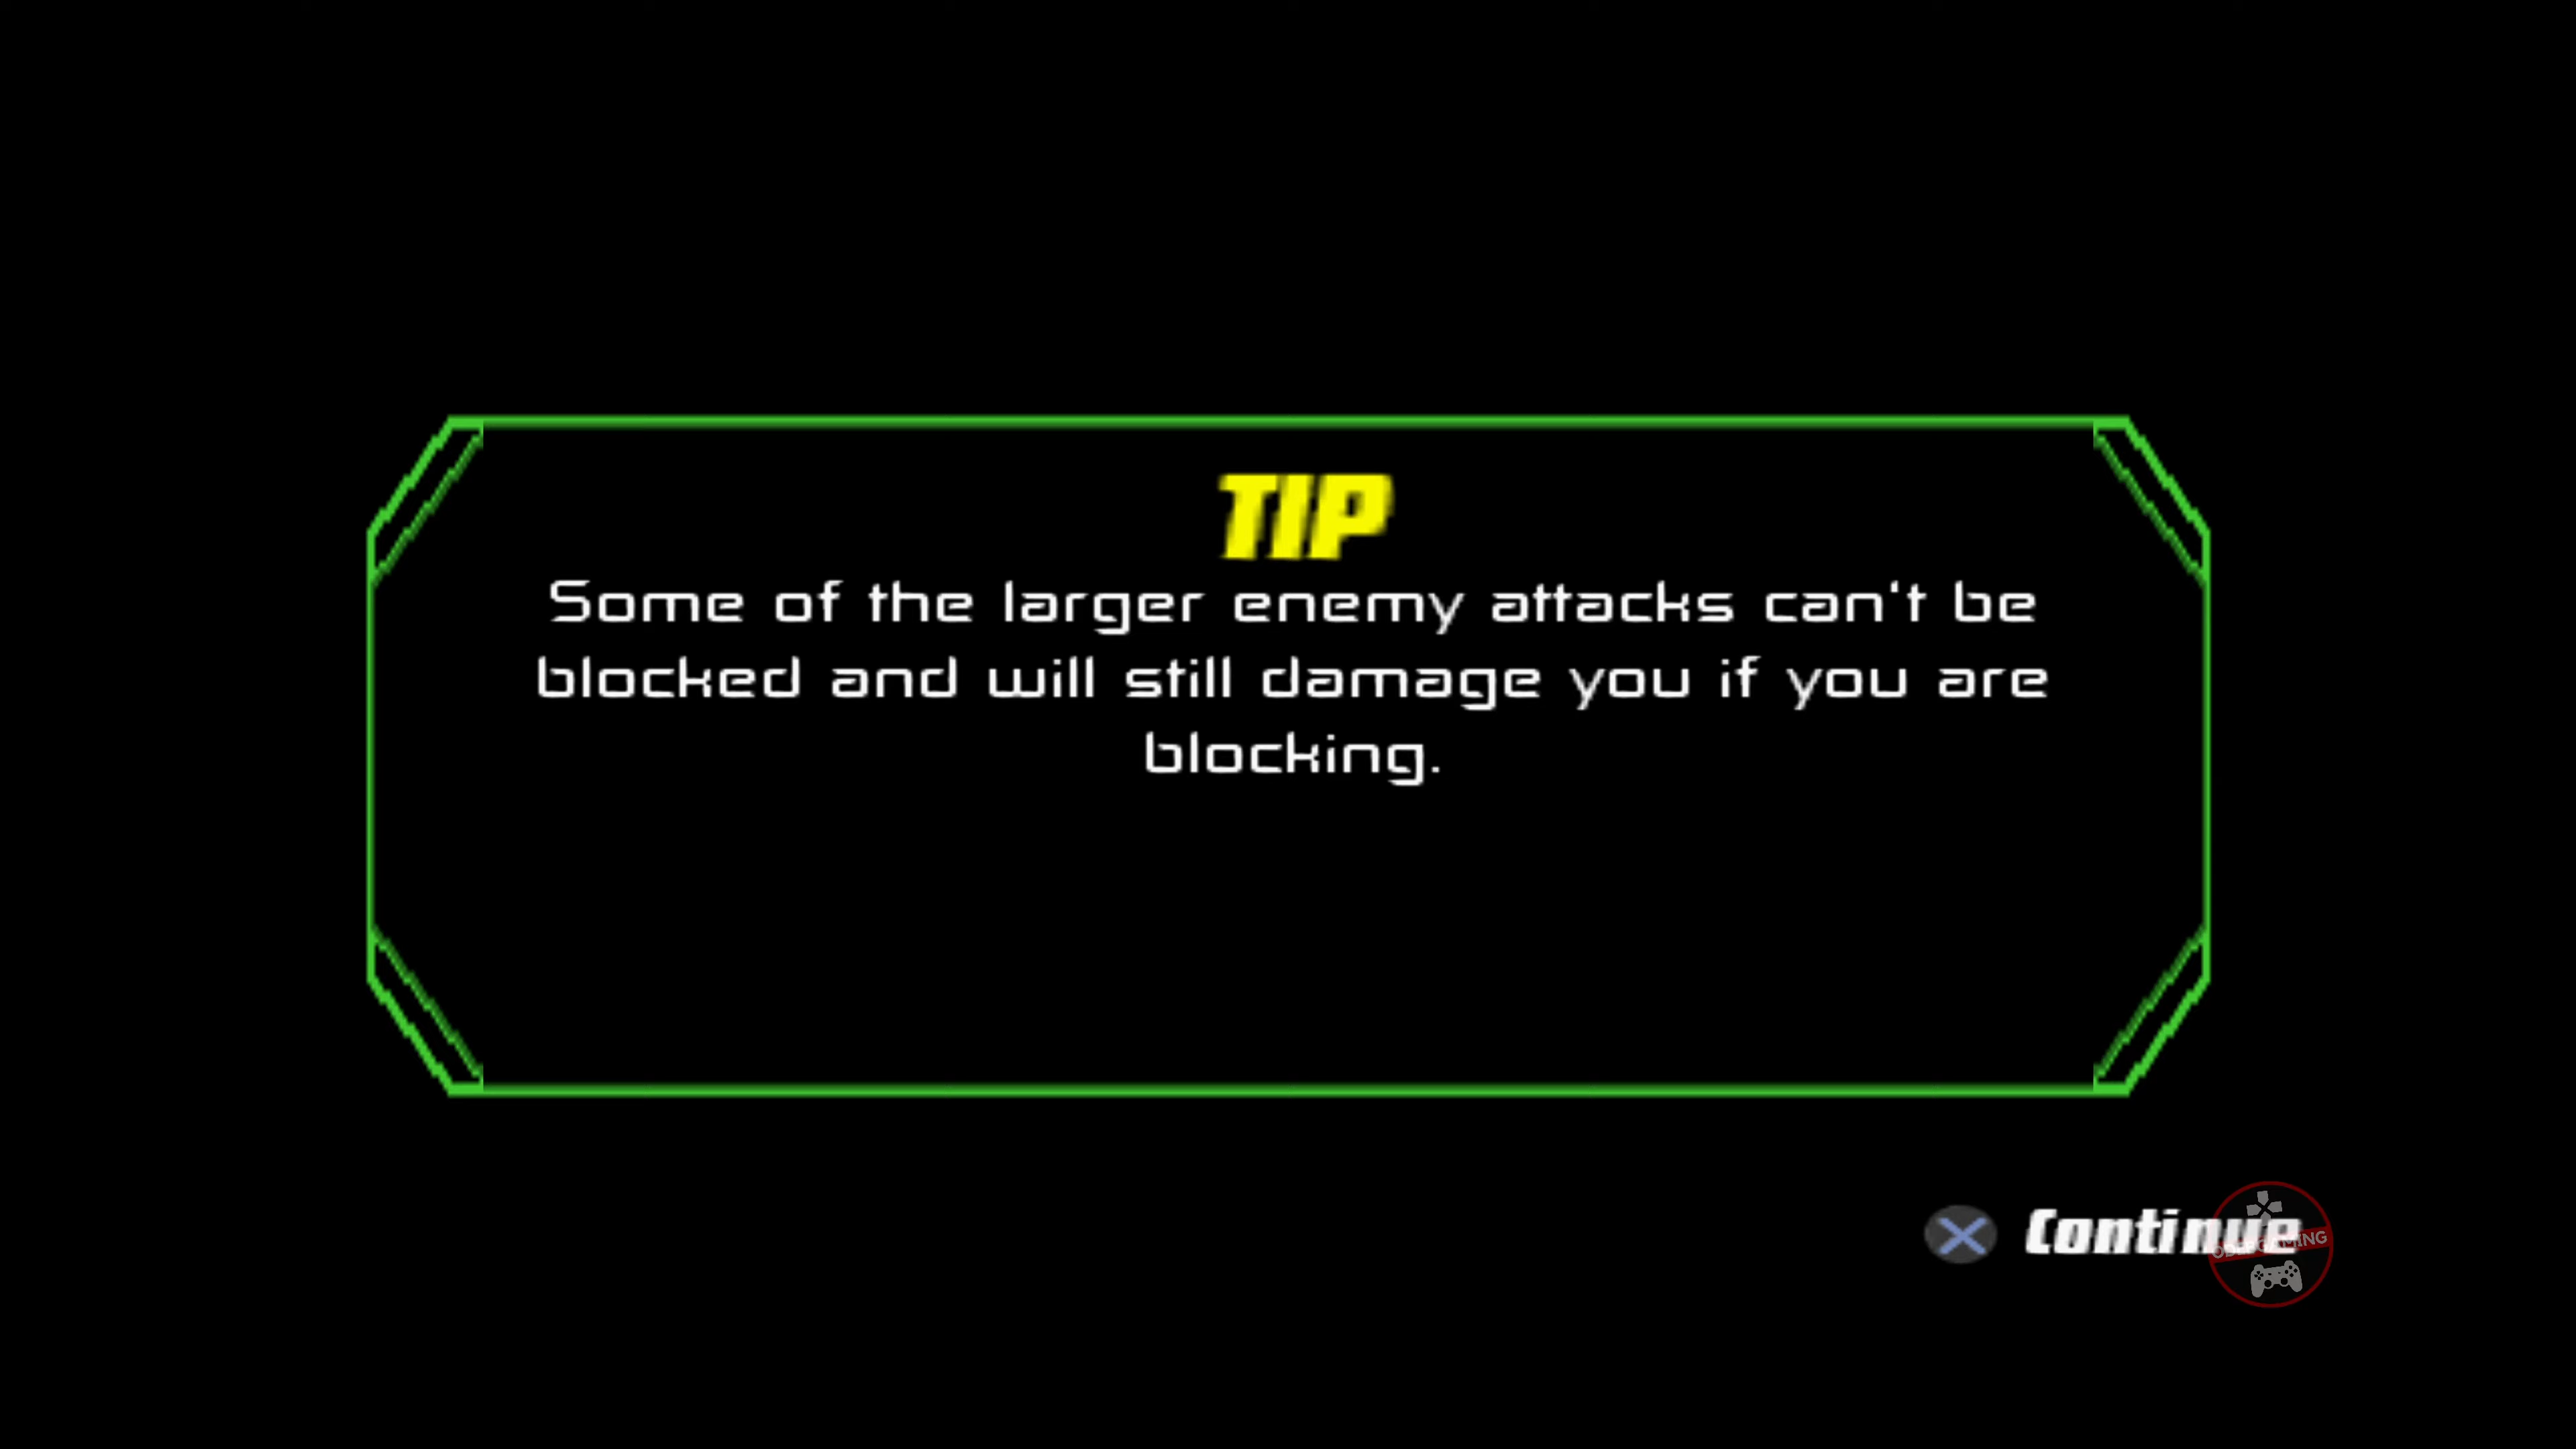 TIP
Some of the larger enemy attacks can't be
blocked and will still damage you if you are
blocking.
Continue